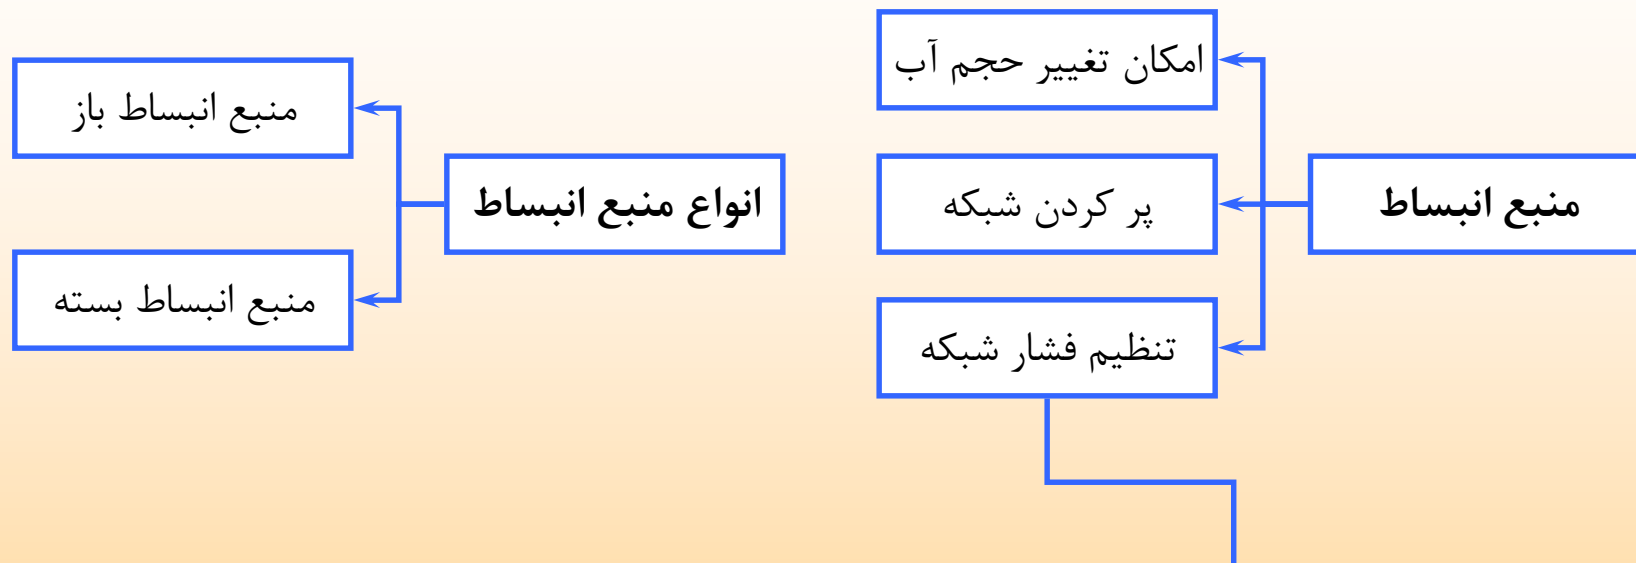 منبع انبساط
امکان تغییر حجم آب
پر کردن شبکه
تنظیم فشار شبکه
انواع منبع انبساط
منبع انبساط باز
منبع انبساط بسته